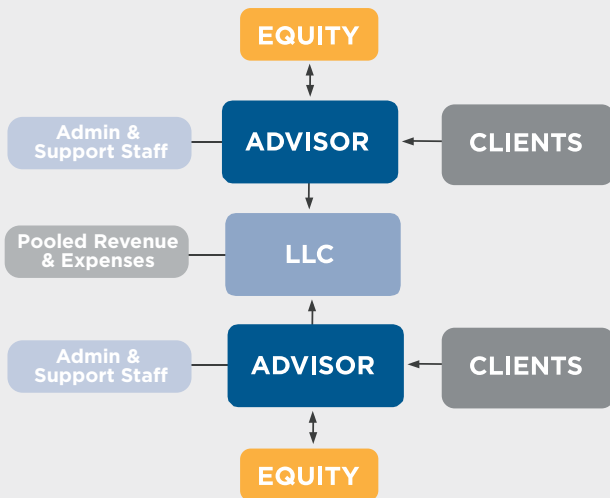 EQUITY
Admin &
Support Staff
ADVISOR
CLIENTS
Pooled Revenue
& Expenses
LLC
Admin &
Support Staff
ADVISOR
CLIENTS
EQUITY